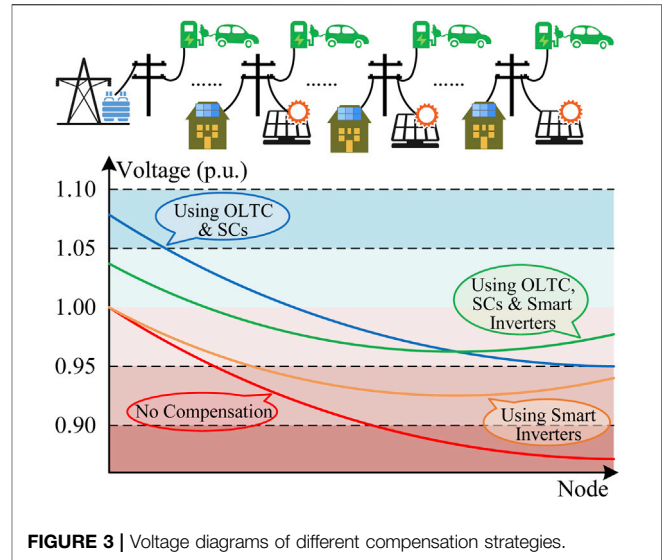 ...... ...... ......
Voltage (p.u.)
1.10
Using OLTC
& SCs
1.05
Using OLTC,
SCs & Smart
Inverters
1.00
0.95
No Compensation
Using Smart
Inverters
0.90
Node
FIGURE 3 | Voltage diagrams of different compensation strategies.